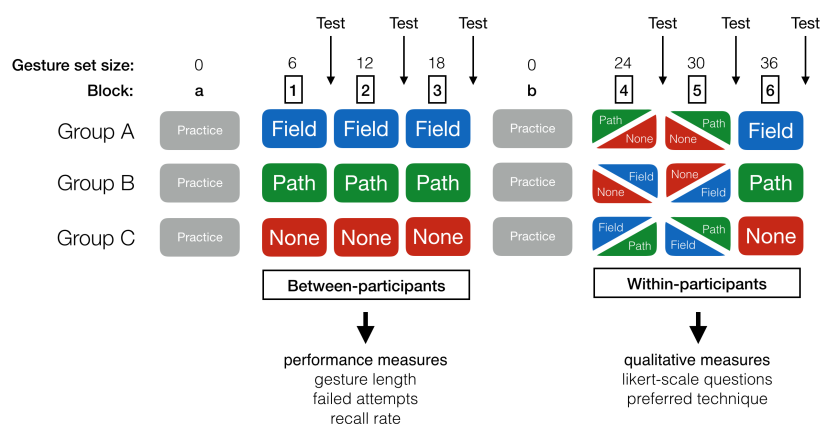 Test Test Test Test Test Test
Gesture set size: 0 6 12 18 0 24 30 36
Block: a 1 2 3 b 4 5 6
Group A Practice Field Field Field Practice Path None None Path Field
Group B Practice Path Path Path Practice Field None None Field Path
Group C Practice None None None Practice Field Path Path Field None
Between-participants Within-participants
performance measures qualitative measures
gesture length likert-scale questions
failed attempts preferred technique
recall rate